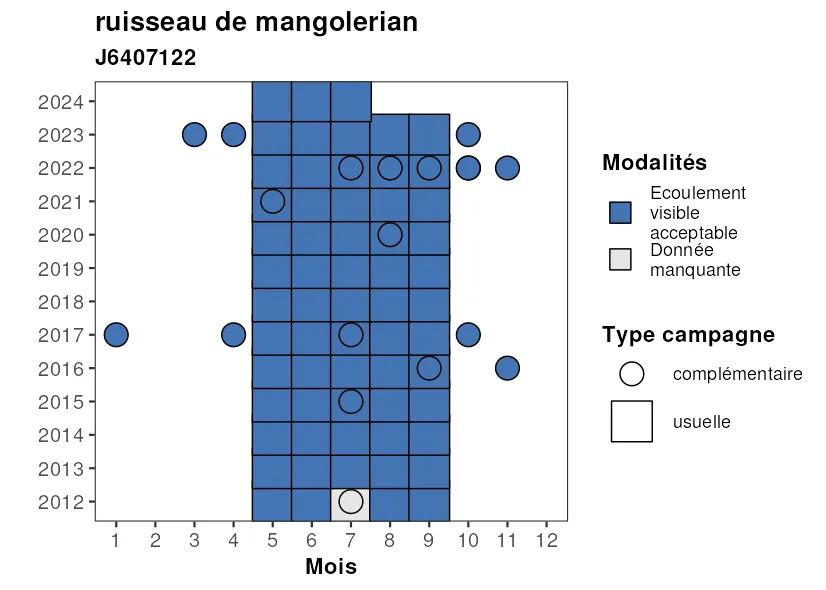 ruisseau de mangolerian
J6407122
2024
2023
2022
2021
2020
2019
2018
2017
2016
2015
2014
2013
2012
1 2 3 4 5 6 7 8 9 10 11 12
Mois
Modalités
Ecoulement
visible
acceptable
Donnée
manquante
Type campagne
complémentaire
usuelle